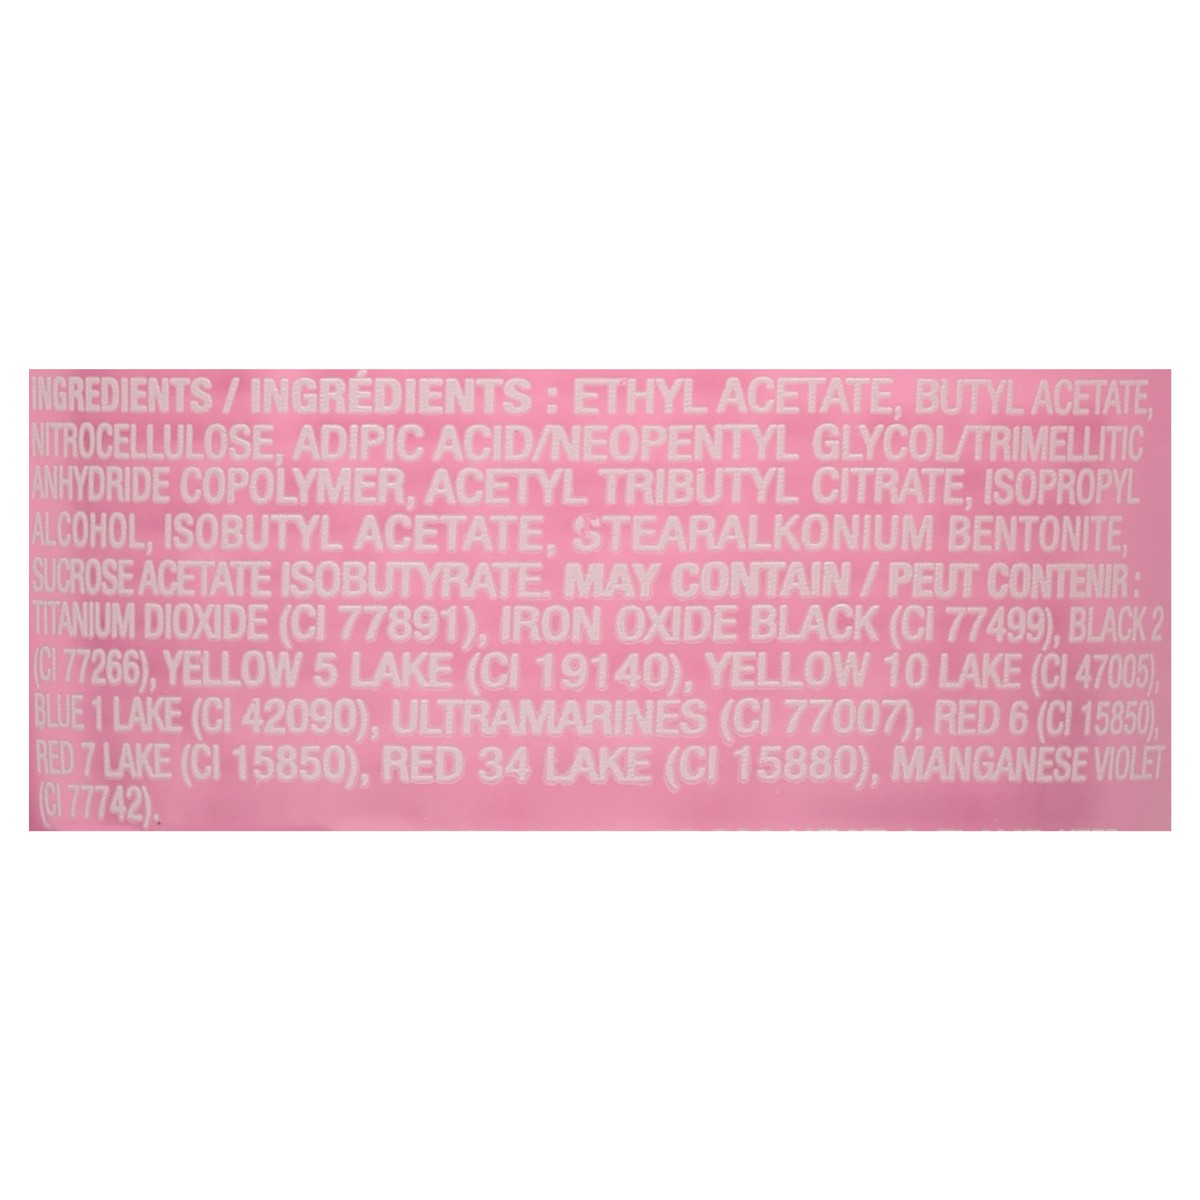 INGREDIENTS / INGRÉDIENTS : ETHYL ACETATE, BUTYL ACETATE,
NITROCELLULOSE, ADIPIC ACID/NEOPENTYL GLYCOL/TRIMELLITIC
ANHYDRIDE COPOLYMER, ACETYL TRIBUTYL CITRATE, ISOPROPYL
ALCOHOL, ISOBUTYL ACETATE, STEARALKONIUM BENTONITE,
SUCROSE ACETATE ISOBUTYRATE. MAY CONTAIN / PEUT CONTENIR :
TITANIUM DIOXIDE (CI 77891), IRON OXIDE BLACK (CI 77499), BLACK 2
(CI 77266), YELLOW 5 LAKE (CI 19140), YELLOW 10 LAKE (CI 47005),
BLUE 1 LAKE (CI 42090), ULTRAMARINES (CI 77007), RED 6 (CI 15850),
RED 7 LAKE (CI 15850), RED 34 LAKE (CI 15880), MANGANESE VIOLET
(CI 77742).